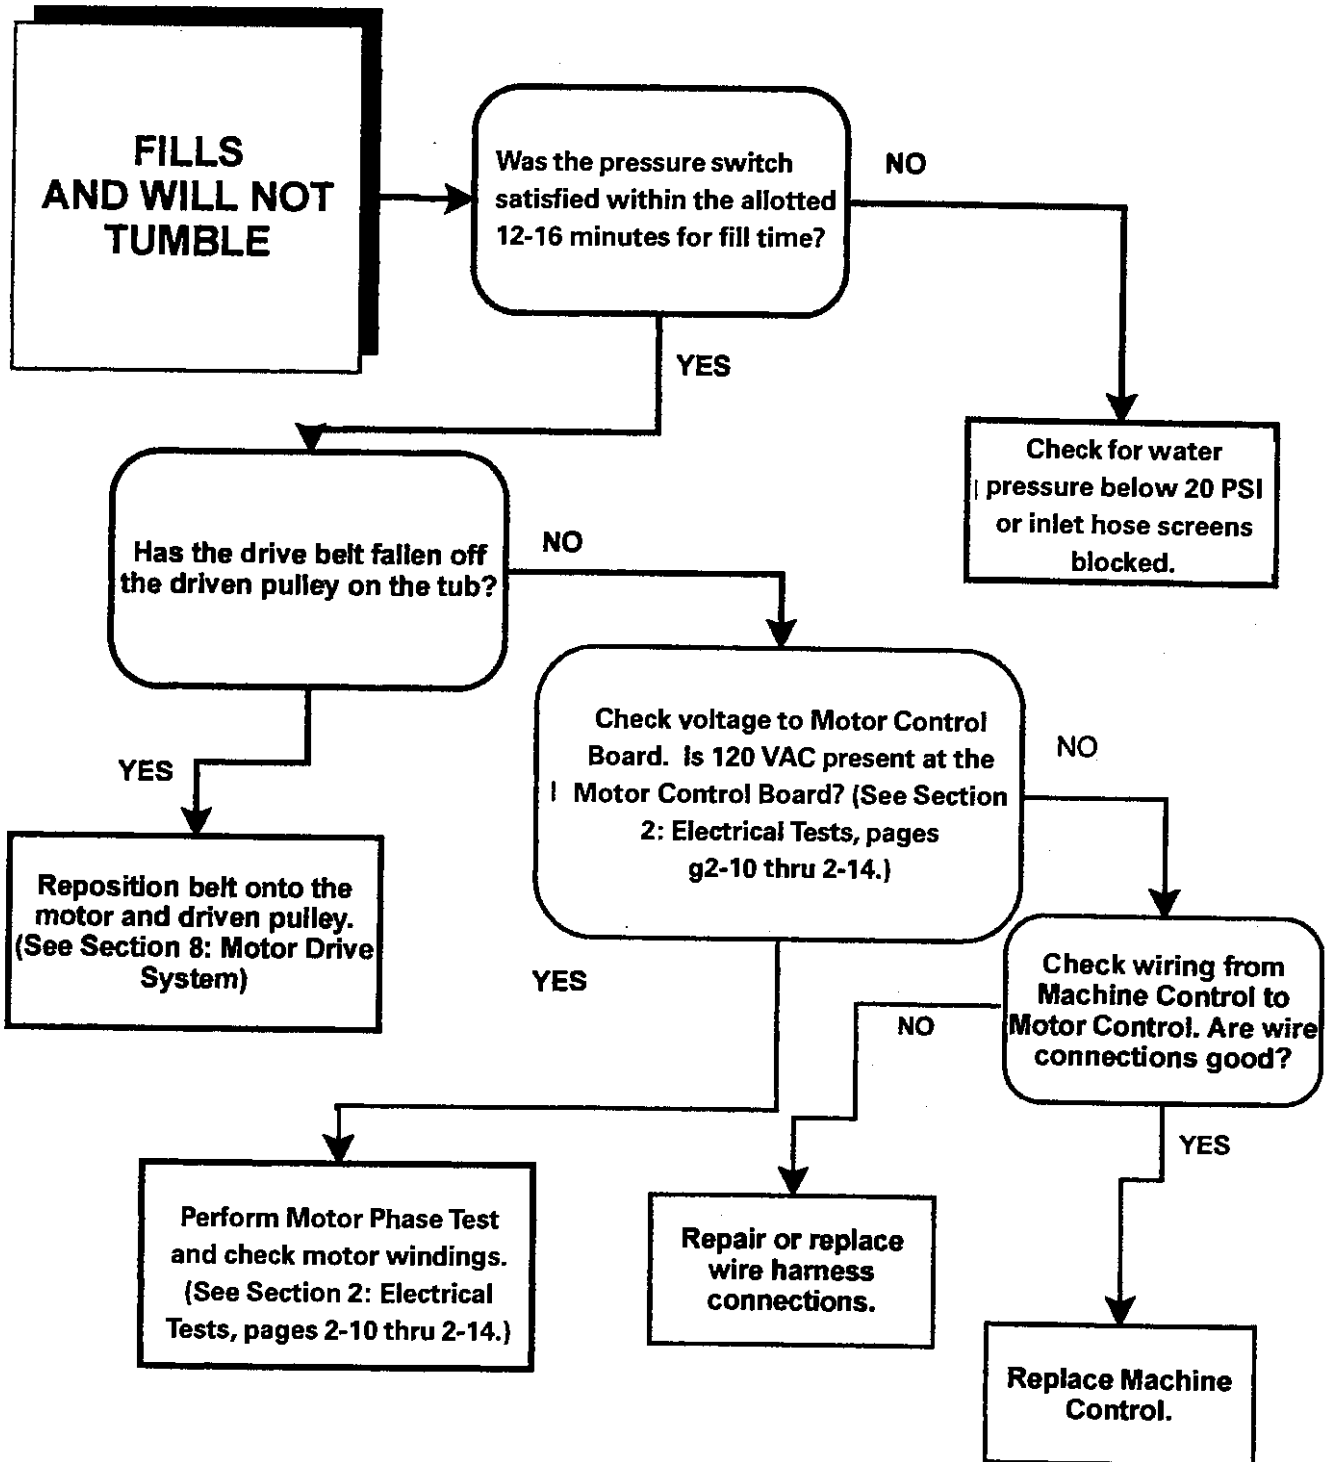 FILLS
AND WILL NOT
TUMBLE
Was the pressure switch
satisfied within the allotted
12-16 minutes for fill time?
NO
YES
Check for water
pressure below 20 PSI
or inlet hose screens
blocked.
Has the drive belt fallen off
the driven pulley on the tub?
NO
YES
Check voltage to Motor Control
Board. Is 120 VAC present at the
Motor Control Board? (See Section
2: Electrical Tests, pages
g2-10 thru 2-14.)
NO
YES
Reposition belt onto the
motor and driven pulley.
(See Section 8: Motor Drive
System)
Check wiring from
Machine Control to
Motor Control. Are wire
connections good?
NO
YES
Perform Motor Phase Test
and check motor windings.
(See Section 2: Electrical
Tests, pages 2-10 thru 2-14.)
Repair or replace
wire harness
connections.
Replace Machine
Control.